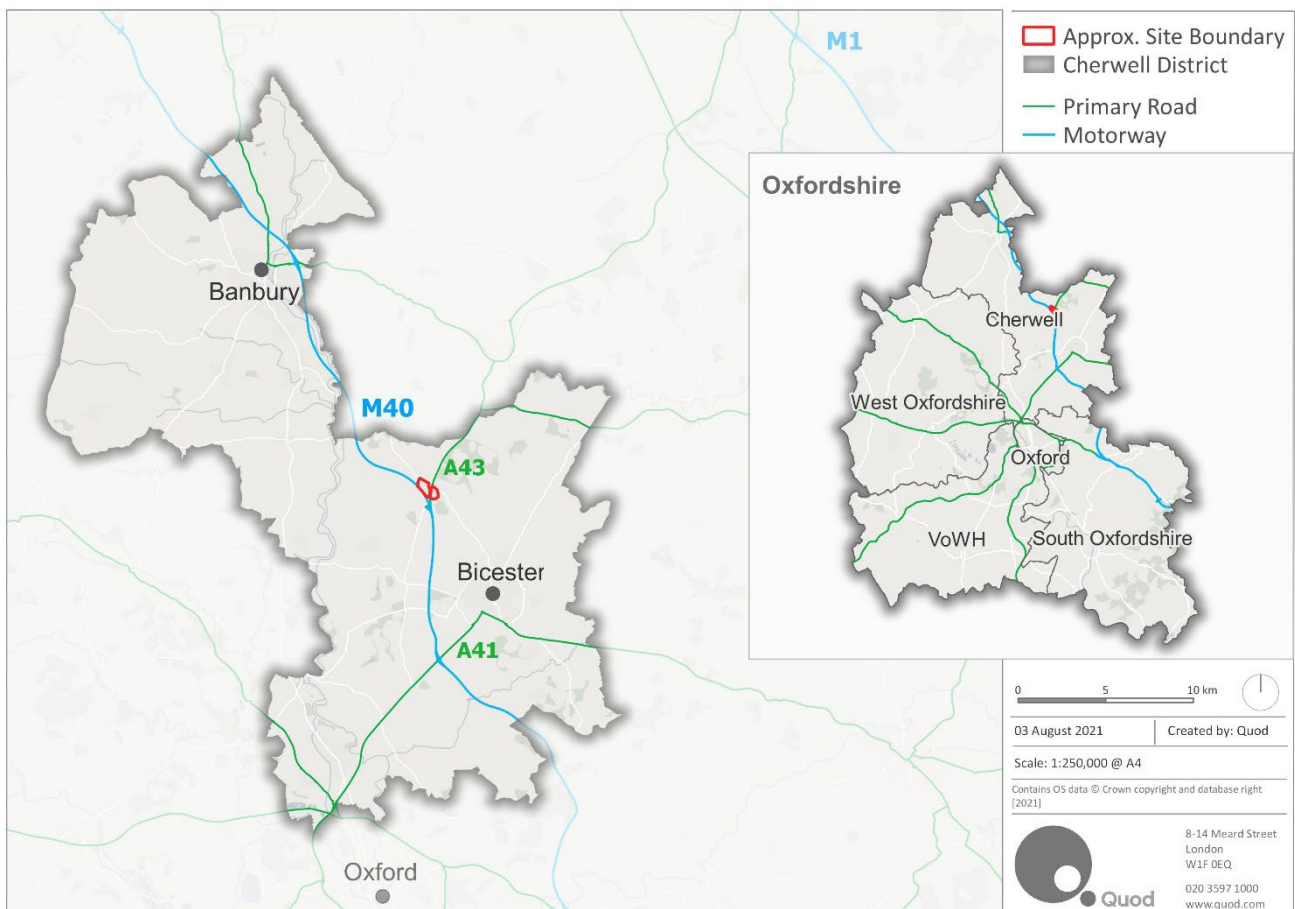 M1
Approx. Site Boundary
Cherwell District
Primary Road
Motorway
Banbury
M40
A43
Bicester
A41
Oxford
Oxfordshire
Cherwell
West Oxfordshire
Oxford
VoWH
South Oxfordshire
0 5 10 km
03 August 2021
Created by: Quod
Scale: 1:250,000 @ A4
Contains OS data © Crown copyright and database right
[2021]
Quod
8-14 Meard Street
London
W1F 0EQ
020 3597 1000
www.quod.com